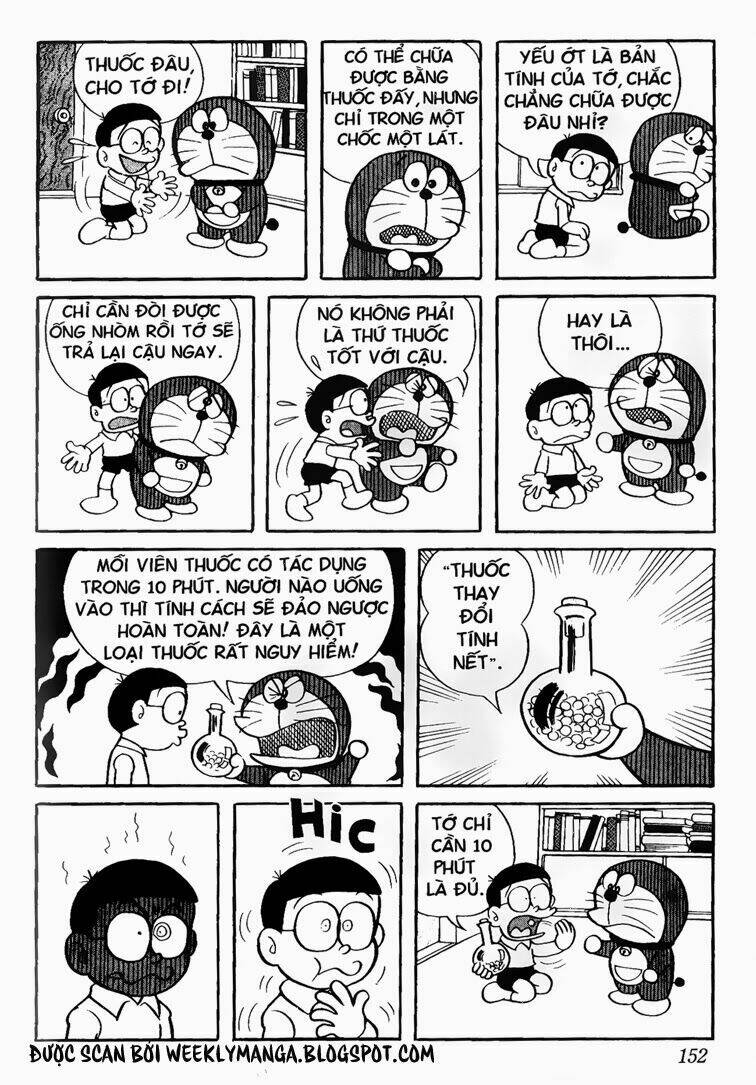 YẾU ỚT LÀ BẢN
TÍNH CỦA TỚ, CHẮC
CHẲNG CHỮA ĐƯỢC
ĐÂU NHỈ?
CÓ THỂ CHỮA
ĐƯỢC BẰNG
THUỐC ĐẤY, NHƯNG
CHỈ TRONG MỘT
CHỐC MỘT LÁT.
THUỐC ĐÂU,
CHO TỚ ĐI!
HAY LÀ
THÔI...
NÓ KHÔNG PHẢI
LÀ THỨ THUỐC
TỐT VỚI CẬU.
CHỈ CẦN ĐÒI ĐƯỢC
ỐNG NHÒM RỒI TỚ SẼ
TRẢ LẠI CẬU NGAY.
"THUỐC
THAY
ĐỔI
TÍNH
NẾT".
MỖI VIÊN THUỐC CÓ TÁC DỤNG
TRONG 10 PHÚT. NGƯỜI NÀO UỐNG
VÀO THÌ TÍNH CÁCH SẼ ĐẢO NGƯỢC
HOÀN TOÀN! ĐÂY LÀ MỘT
LOẠI THUỐC RẤT NGUY HIỂM!
TỚ CHỈ
CẦN 10
PHÚT
LÀ ĐỦ.
HiC
ĐƯỢC SCAN BỞI WEEKLYMANGA.BLOGSPOT.COM
152